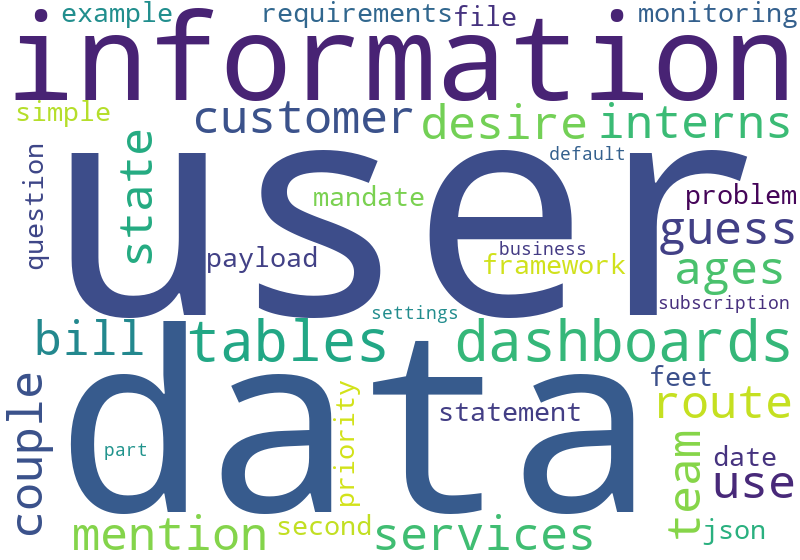 example
requirements
file
monitoring
information
simple
customer
desire
interns
state
question
user
default
mandate
problem
guess
payload
business
framework
ages
subscription
settings
bill
tables
dashboards
data
couple
feet
priority
statement
route
part
team
date
use
mention
second
services
json